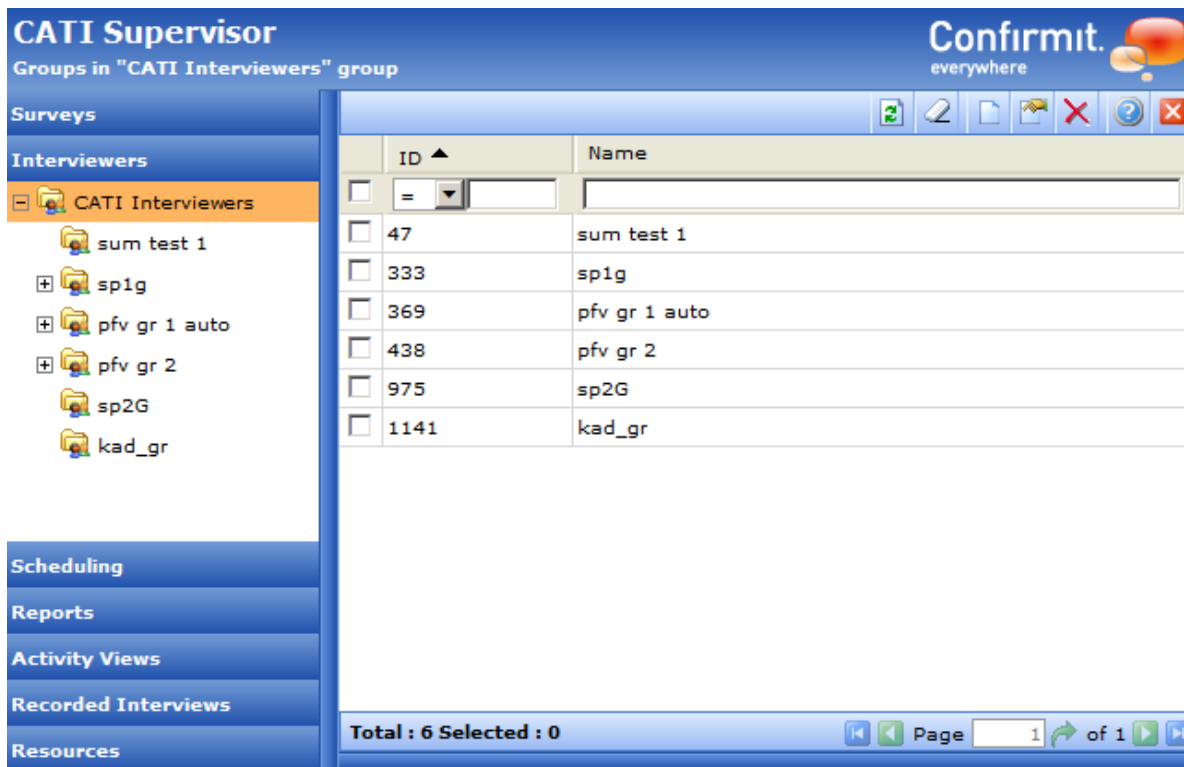 CATI Supervisor
Groups in "CATI Interviewers" group
Confirmit.
everywhere
Surveys
Interviewers
CATI Interviewers
sum test 1
sp1g
pfv gr 1 auto
pfv gr 2
sp2G
kad_gr
Scheduling
Reports
Activity Views
Recorded Interviews
Resources
ID Name
=
47 sum test 1
333 sp1g
369 pfv gr 1 auto
438 pfv gr 2
975 sp2G
1141 kad_gr
Total : 6 Selected : 0 Page 1 of 1